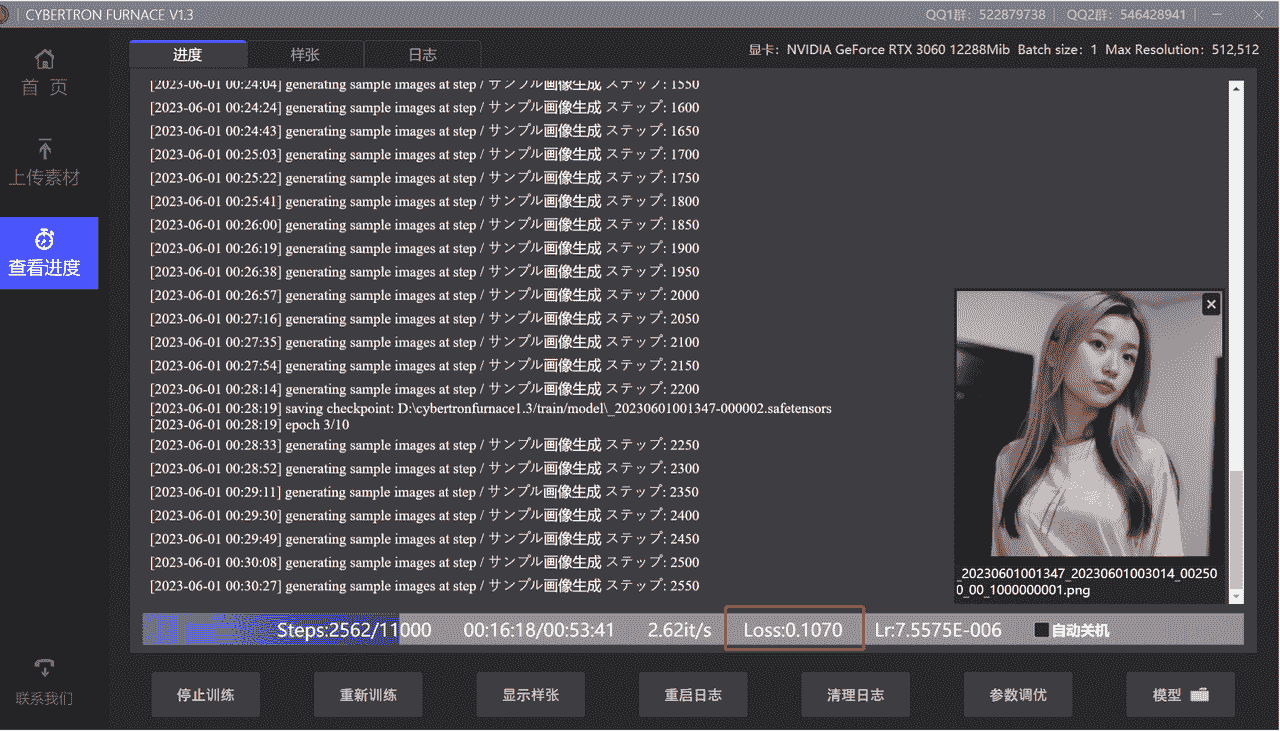 CYBERTRON FURNACE V1.3
QQ1群：522879738 | QQ2群：546428941
首 页
上传素材
查看进度
联系我们
进度 样张 日志
显卡：NVIDIA GeForce RTX 3060 12288Mib Batch size：1 Max Resolution：512,512
[2023-06-01 00:24:04] generating sample images at step / サンプル画像生成 ステップ: 1550
[2023-06-01 00:24:24] generating sample images at step / サンプル画像生成 ステップ: 1600
[2023-06-01 00:24:43] generating sample images at step / サンプル画像生成 ステップ: 1650
[2023-06-01 00:25:03] generating sample images at step / サンプル画像生成 ステップ: 1700
[2023-06-01 00:25:22] generating sample images at step / サンプル画像生成 ステップ: 1750
[2023-06-01 00:25:41] generating sample images at step / サンプル画像生成 ステップ: 1800
[2023-06-01 00:26:00] generating sample images at step / サンプル画像生成 ステップ: 1850
[2023-06-01 00:26:19] generating sample images at step / サンプル画像生成 ステップ: 1900
[2023-06-01 00:26:38] generating sample images at step / サンプル画像生成 ステップ: 1950
[2023-06-01 00:26:57] generating sample images at step / サンプル画像生成 ステップ: 2000
[2023-06-01 00:27:16] generating sample images at step / サンプル画像生成 ステップ: 2050
[2023-06-01 00:27:35] generating sample images at step / サンプル画像生成 ステップ: 2100
[2023-06-01 00:27:54] generating sample images at step / サンプル画像生成 ステップ: 2150
[2023-06-01 00:28:14] generating sample images at step / サンプル画像生成 ステップ: 2200
[2023-06-01 00:28:19] saving checkpoint: D:\cybertronfurnace1.3/train/model\_20230601001347-000002.safetensors
[2023-06-01 00:28:19] epoch 3/10
[2023-06-01 00:28:33] generating sample images at step / サンプル画像生成 ステップ: 2250
[2023-06-01 00:28:52] generating sample images at step / サンプル画像生成 ステップ: 2300
[2023-06-01 00:29:11] generating sample images at step / サンプル画像生成 ステップ: 2350
[2023-06-01 00:29:30] generating sample images at step / サンプル画像生成 ステップ: 2400
[2023-06-01 00:29:49] generating sample images at step / サンプル画像生成 ステップ: 2450
[2023-06-01 00:30:08] generating sample images at step / サンプル画像生成 ステップ: 2500
[2023-06-01 00:30:27] generating sample images at step / サンプル画像生成 ステップ: 2550
_20230601001347_20230601003014_00250
0_00_1000000001.png
Steps:2562/11000 00:16:18/00:53:41 2.62it/s Loss:0.1070 Lr:7.5575E-006 自动关机
停止训练 重新训练 显示样张 重启日志 清理日志 参数调优 模型